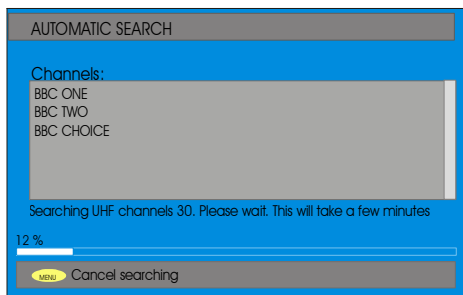 AUTOMATIC SEARCH
Channels:
BBC ONE
BBC TWO
BBC CHOICE
Searching UHF channels 30. Please wait. This will take a few minutes
12 %
MENU Cancel searching